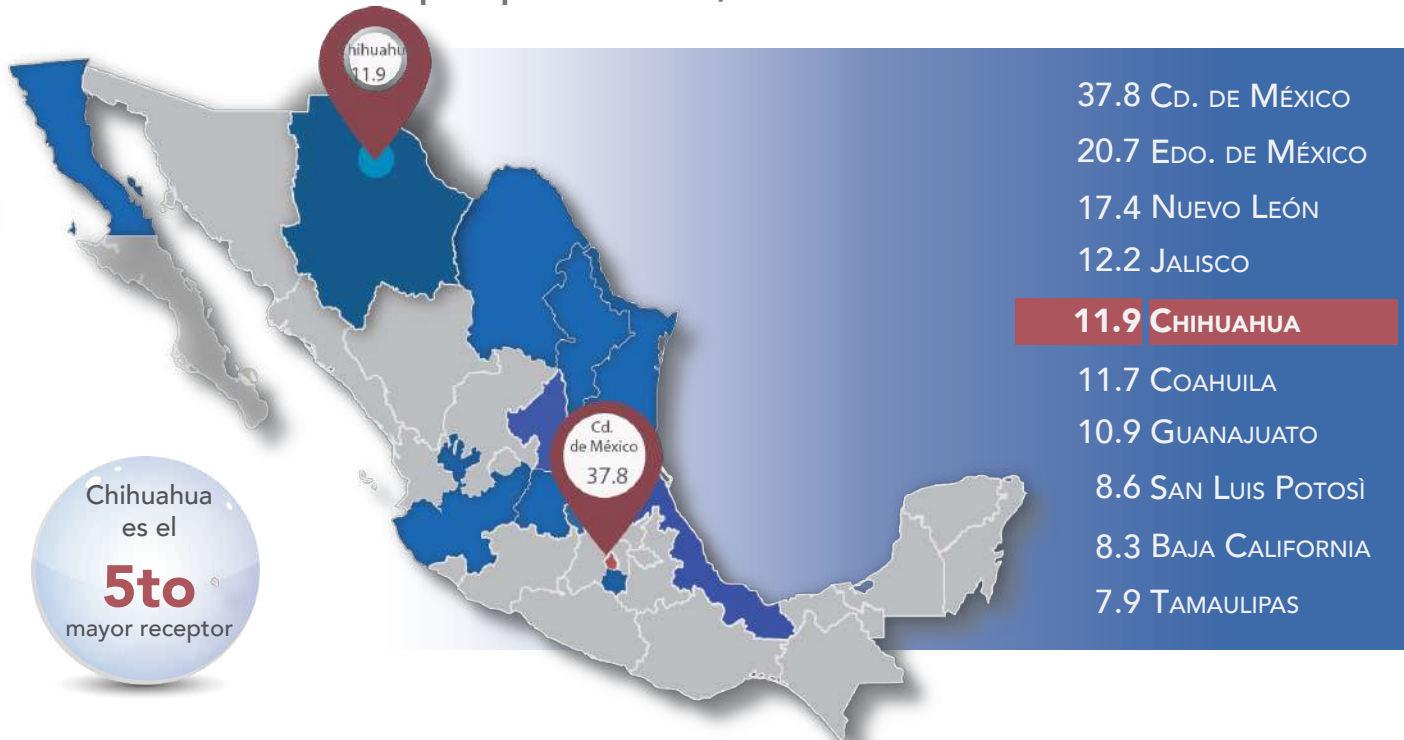 hihuahu
11.9
Cd.
de México
37.8
Chihuahua
es el
5to
mayor receptor
37.8 Cd. de México
20.7 Edo. de México
17.4 Nuevo León
12.2 Jalisco
11.9 Chihuahua
11.7 Coahuila
10.9 Guanajuato
8.6 San Luis Potosì
8.3 Baja California
7.9 Tamaulipas